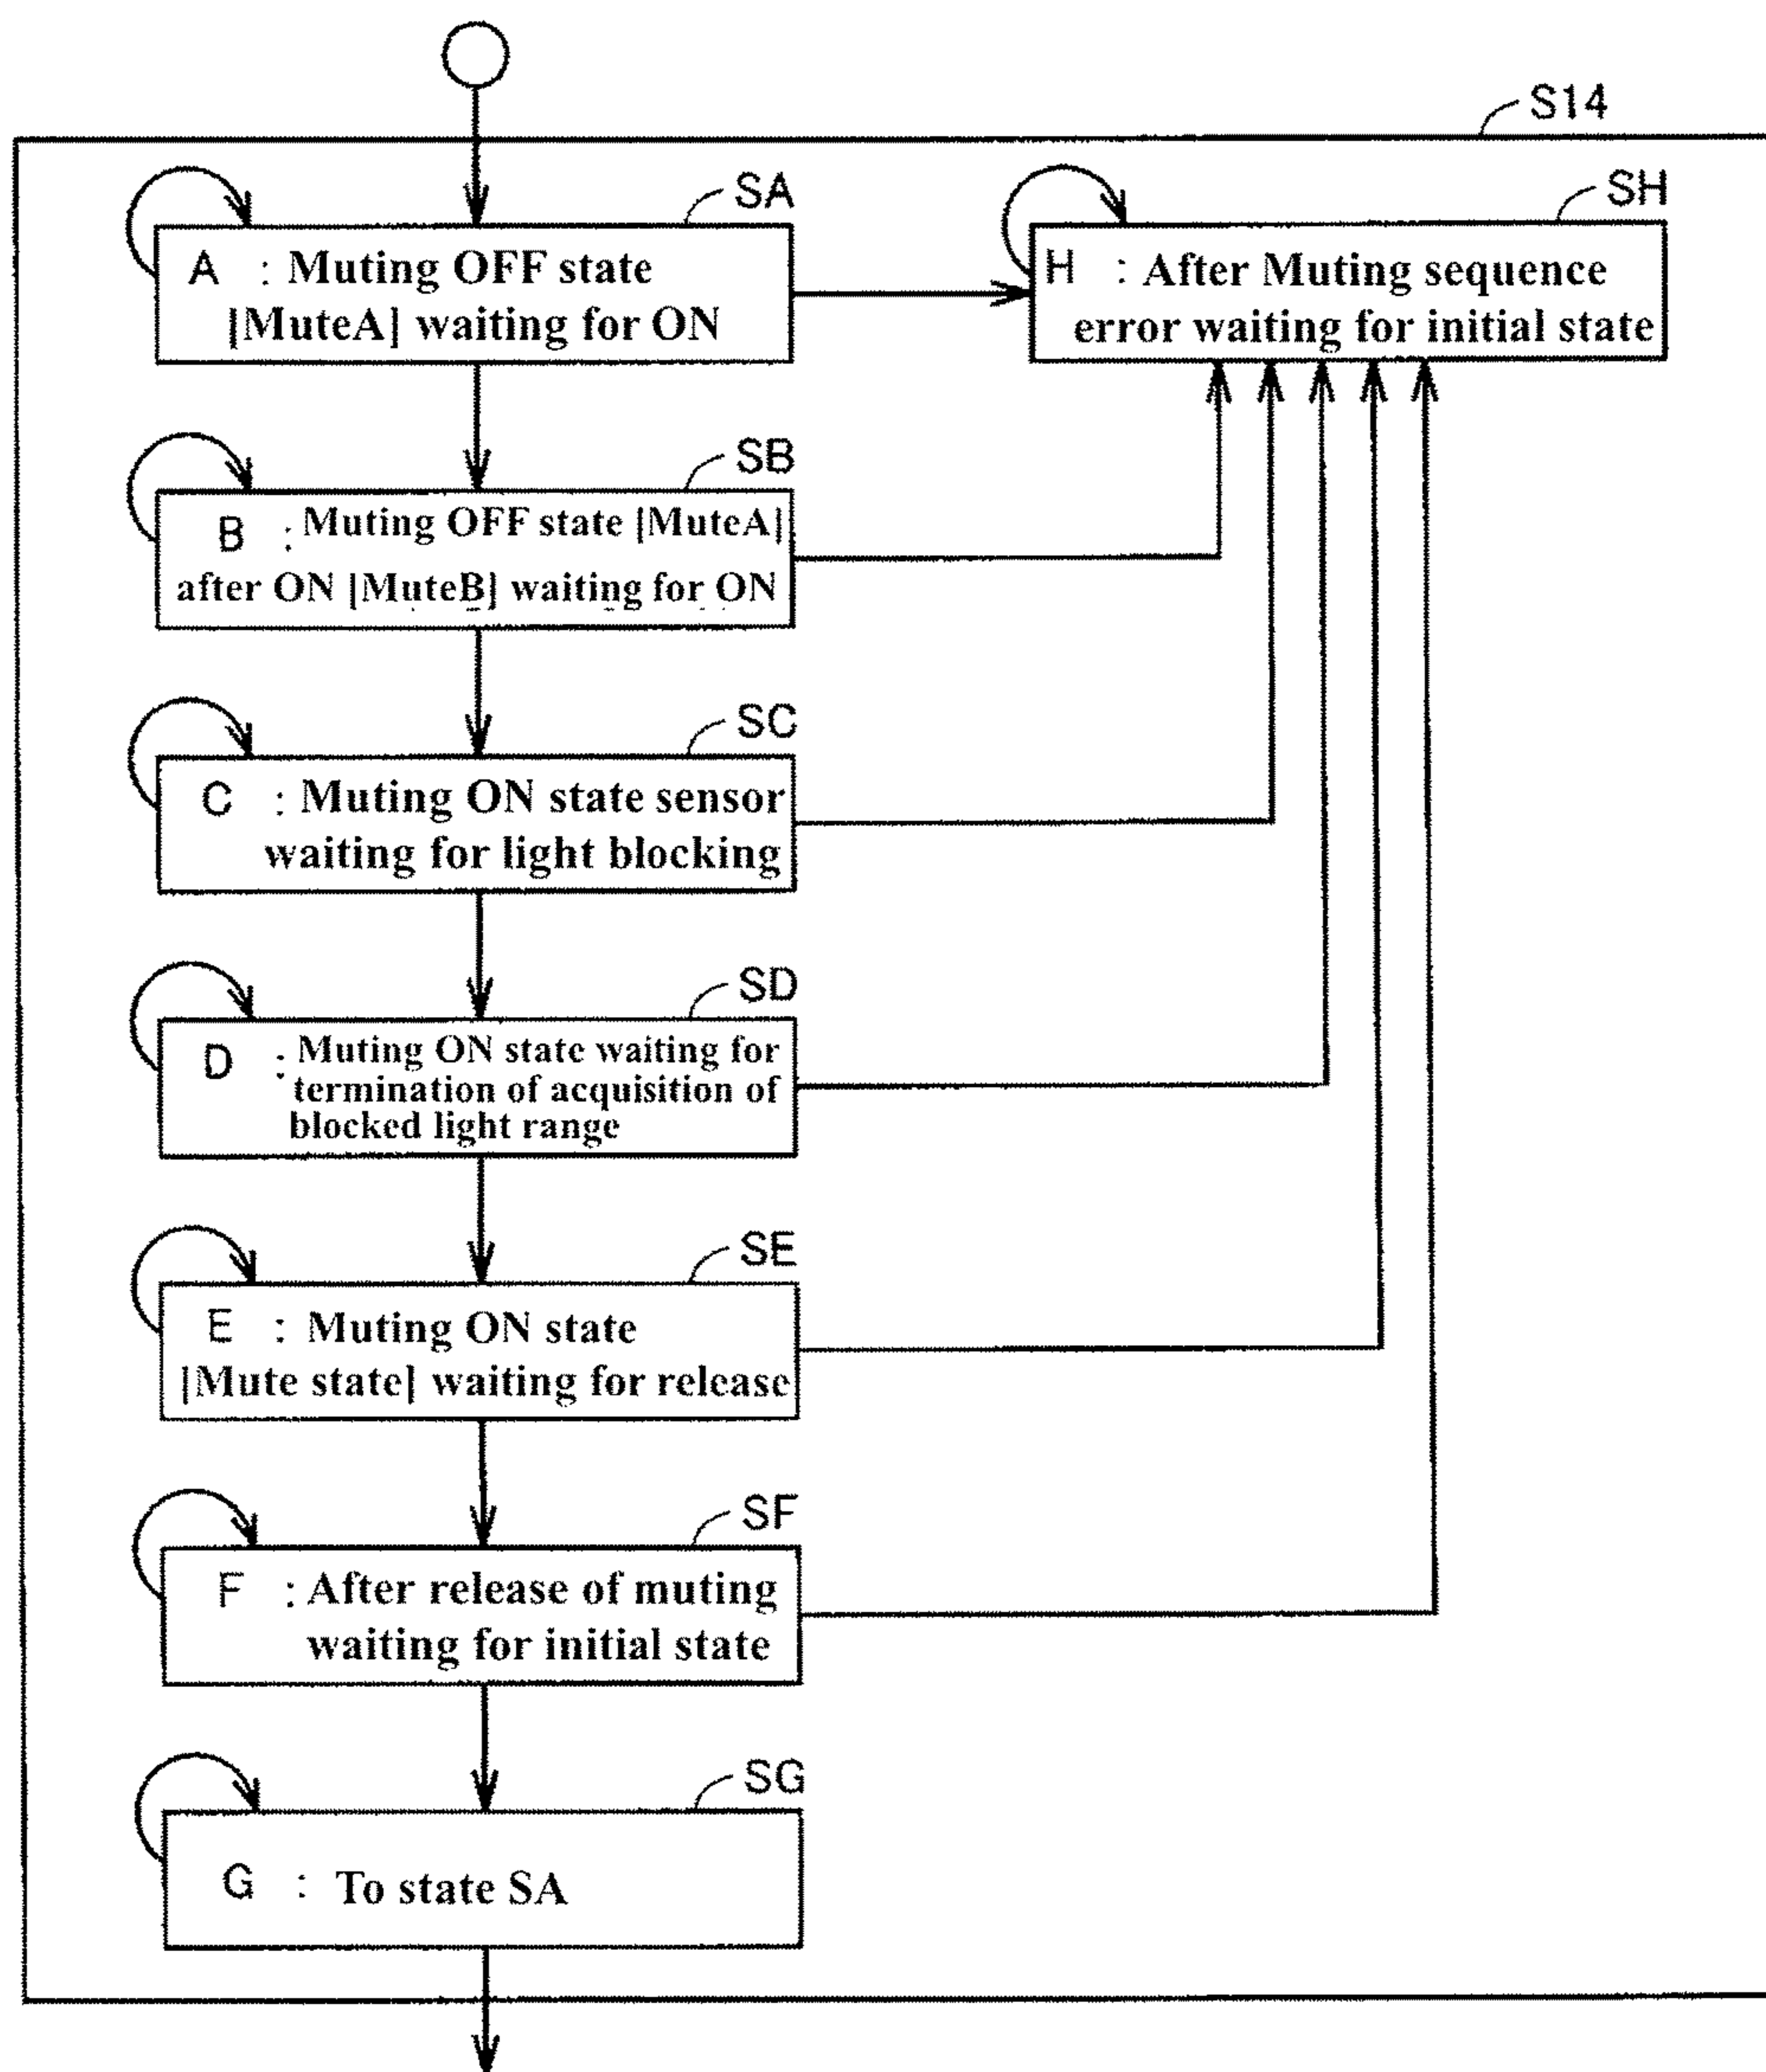 S14
SA
A : Muting OFF state
[MuteA] waiting for ON
SH
H : After Muting sequence
error waiting for initial state
SB
B : Muting OFF state [MuteA]
after ON [MuteB] waiting for ON
SC
C : Muting ON state sensor
waiting for light blocking
SD
D : Muting ON state waiting for
termination of acquisition of
blocked light range
SE
E : Muting ON state
[Mute state] waiting for release
SF
F : After release of muting
waiting for initial state
SG
G : To state SA